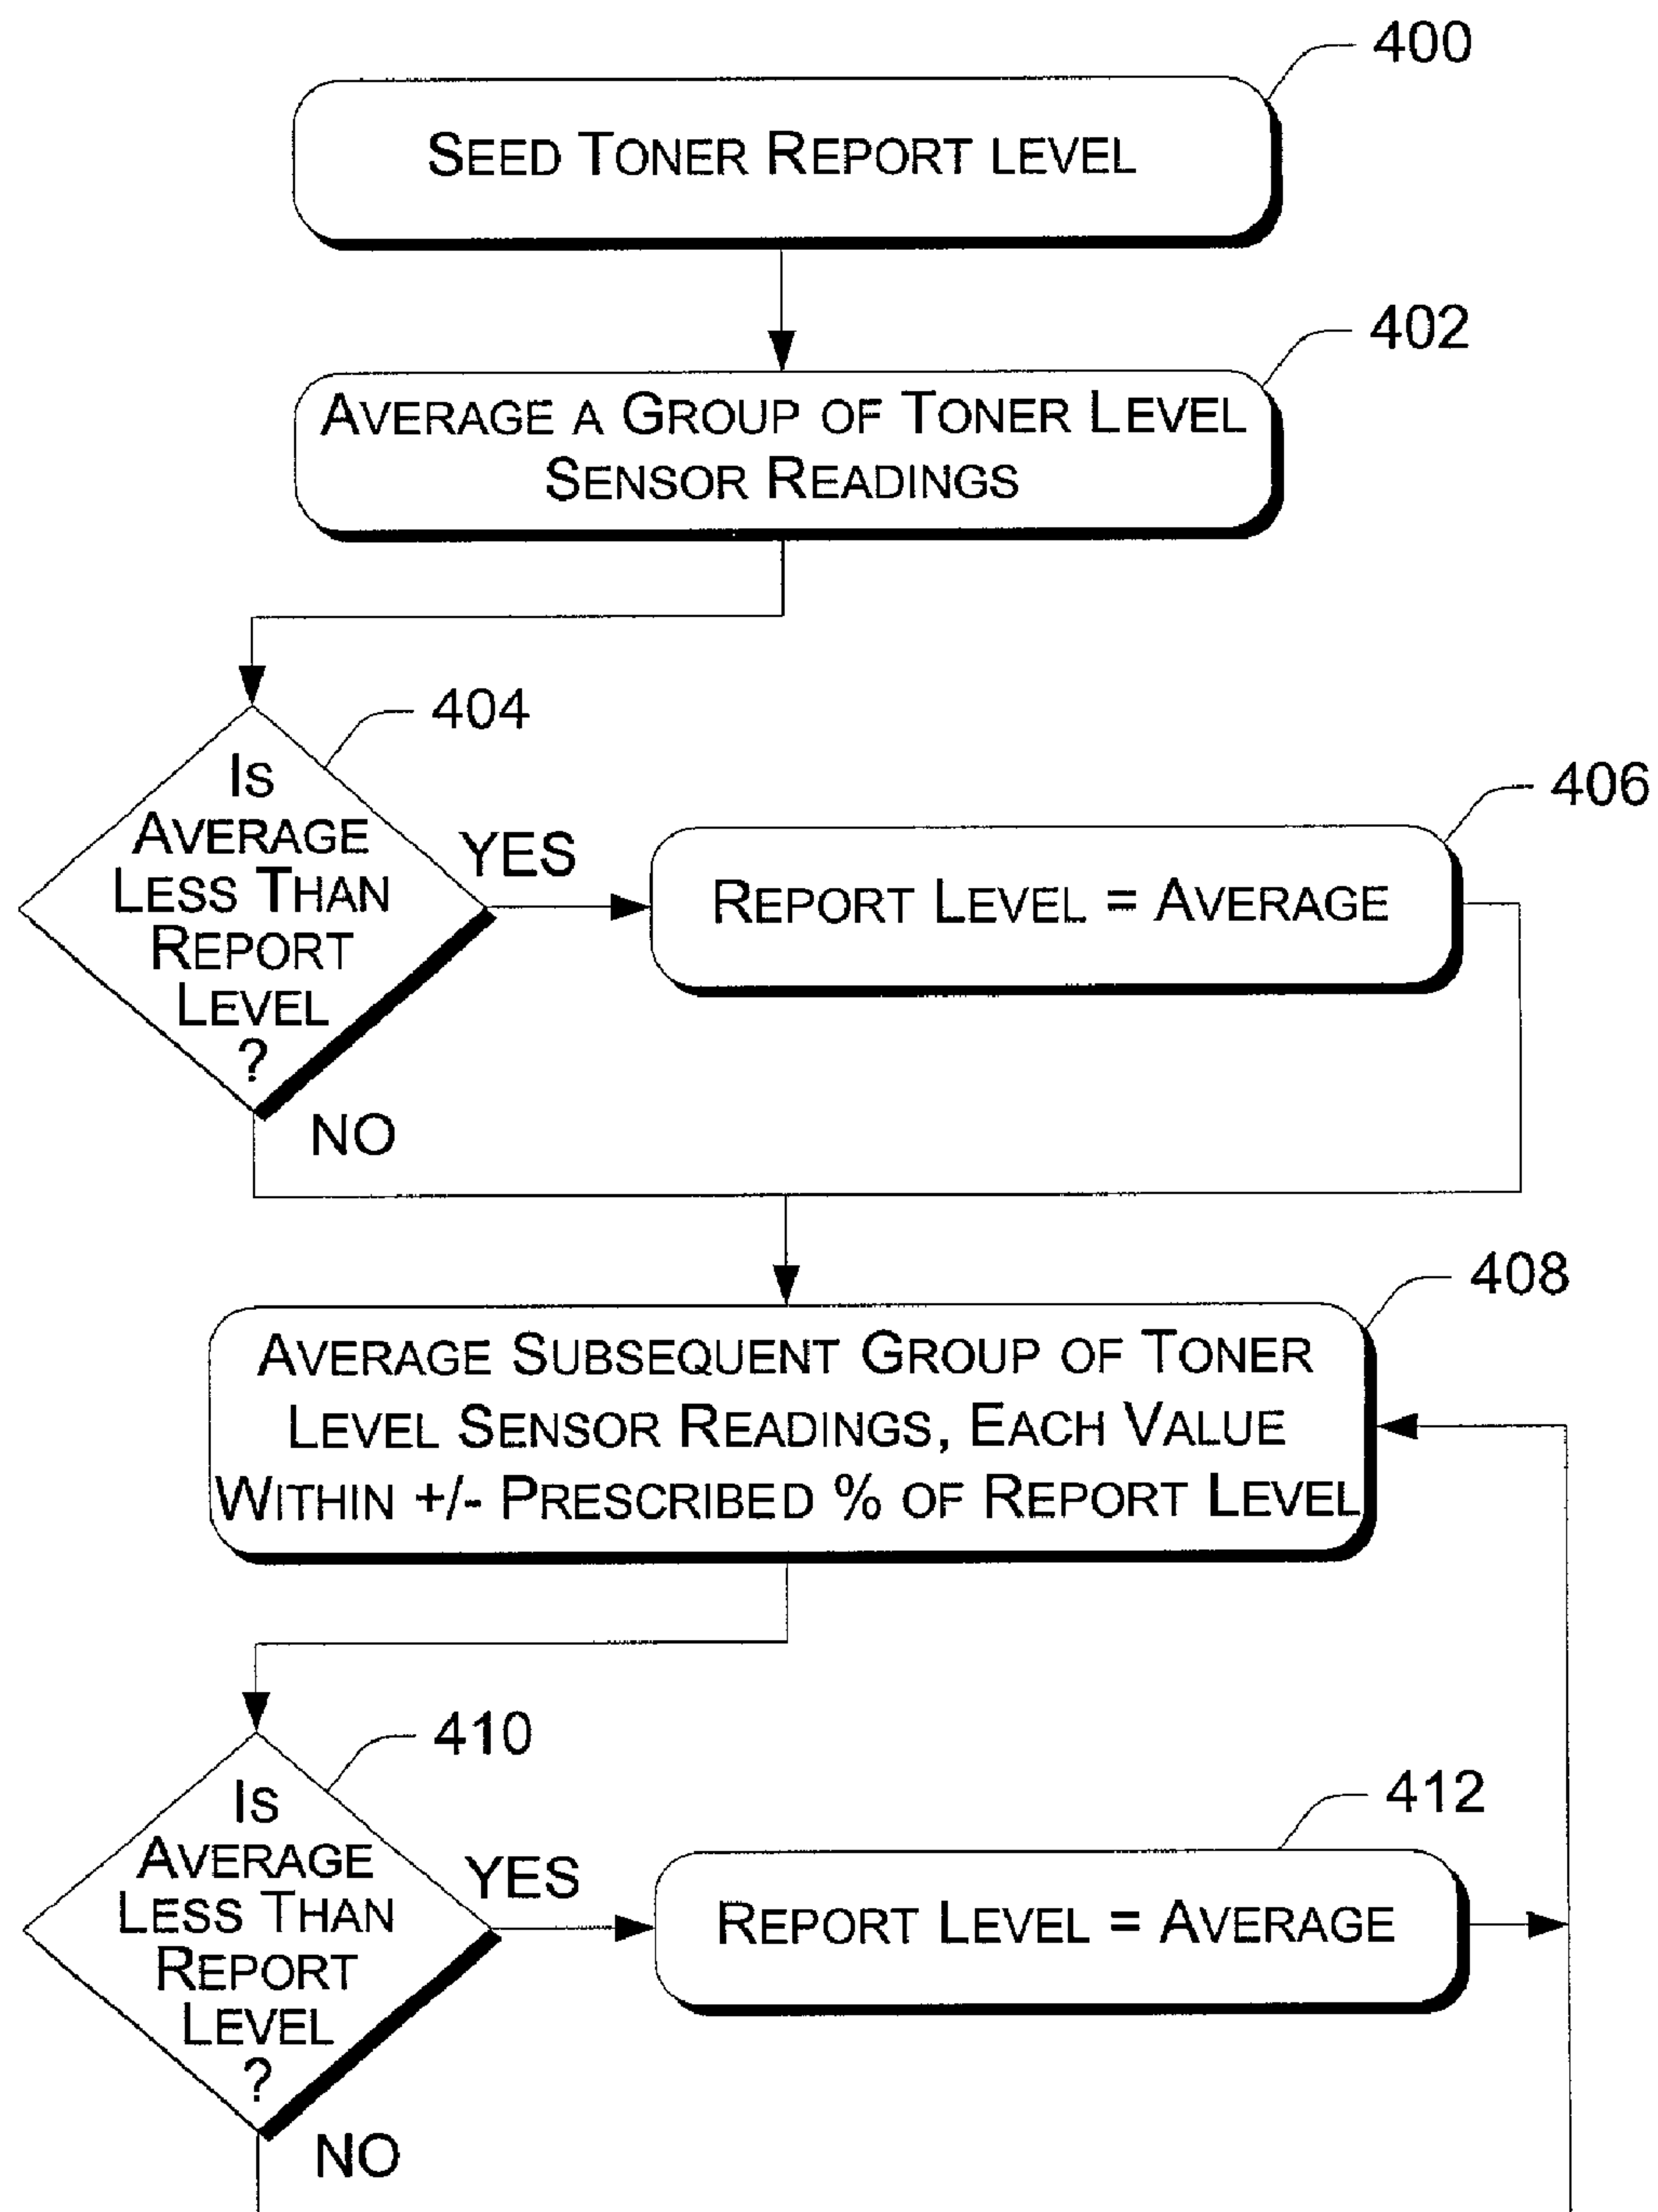 400
SEED TONER REPORT LEVEL
402
AVERAGE A GROUP OF TONER LEVEL
SENSOR READINGS
404
IS
AVERAGE
LESS THAN
REPORT
LEVEL
?
YES
NO
406
REPORT LEVEL = AVERAGE
408
AVERAGE SUBSEQUENT GROUP OF TONER
LEVEL SENSOR READINGS, EACH VALUE
WITHIN +/- PRESCRIBED % OF REPORT LEVEL
410
IS
AVERAGE
LESS THAN
REPORT
LEVEL
?
YES
NO
412
REPORT LEVEL = AVERAGE